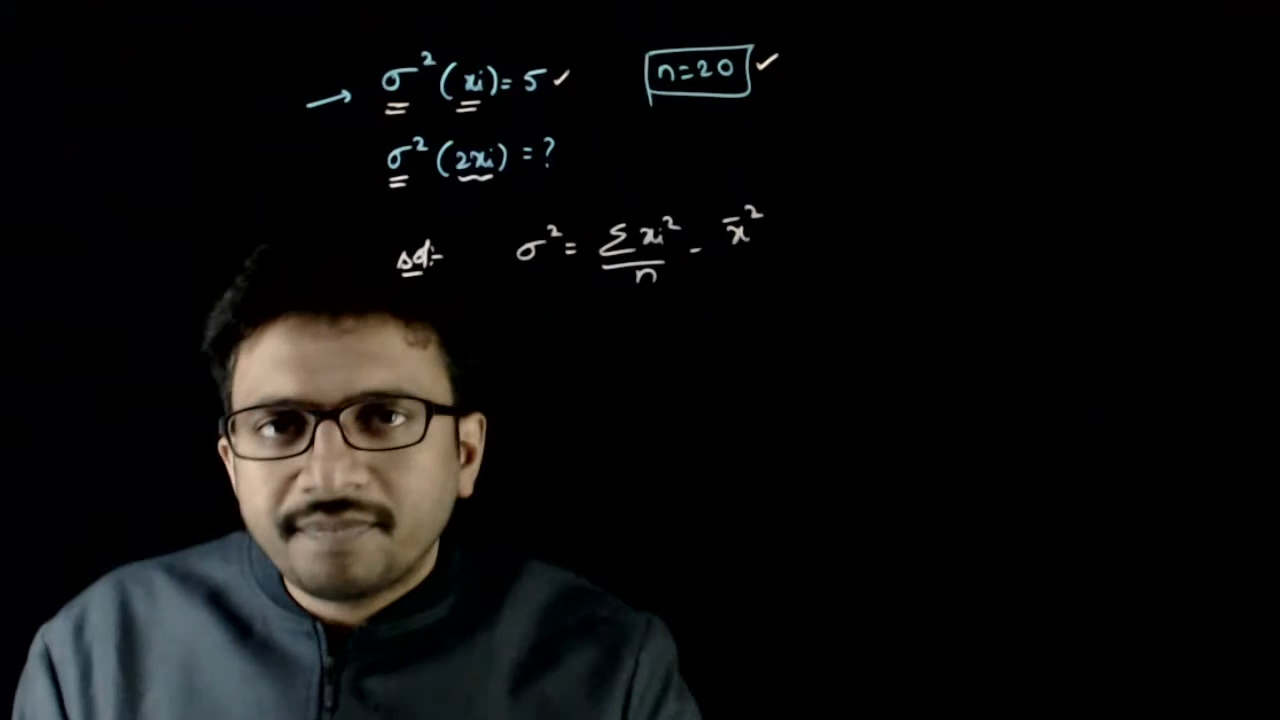 → σ² (xi) = 5 ✓ n=20 ✓
σ² (2xi) = ?
sol:- σ² = Σxi²/n - x̄²